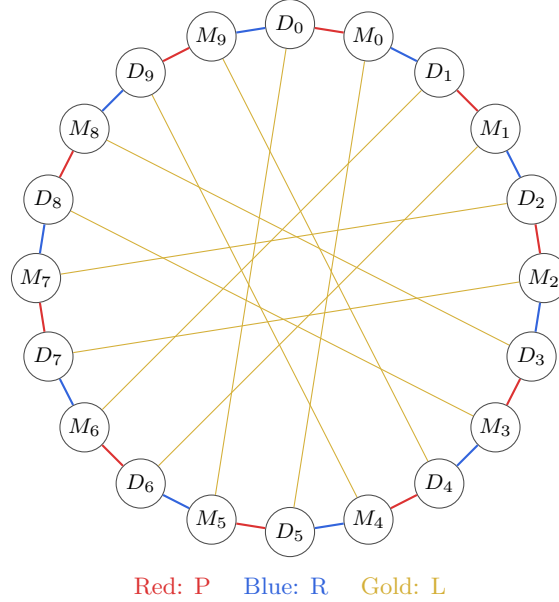 D₀
M₉ M₀
D₉ D₁
M₈ M₁
D₈ D₂
M₇ M₂
D₇ D₃
M₆ M₃
D₆ D₄
M₅ M₄
D₅
Red: P Blue: R Gold: L